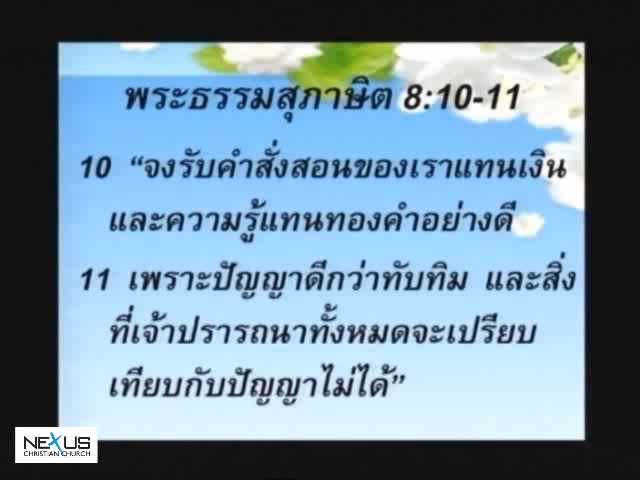 พระธรรมสุภาษิต 8:10-11
10 “จงรับคำสั่งสอนของเราแทนเงิน
และความรู้แทนทองคำอย่างดี
11 เพราะปัญญาดีกว่าทับทิม และสิ่ง
ที่เจ้าปรารถนาทั้งหมดจะเปรียบ
เทียบกับปัญญาไม่ได้”
NEXUS
CHRISTIAN CHURCH